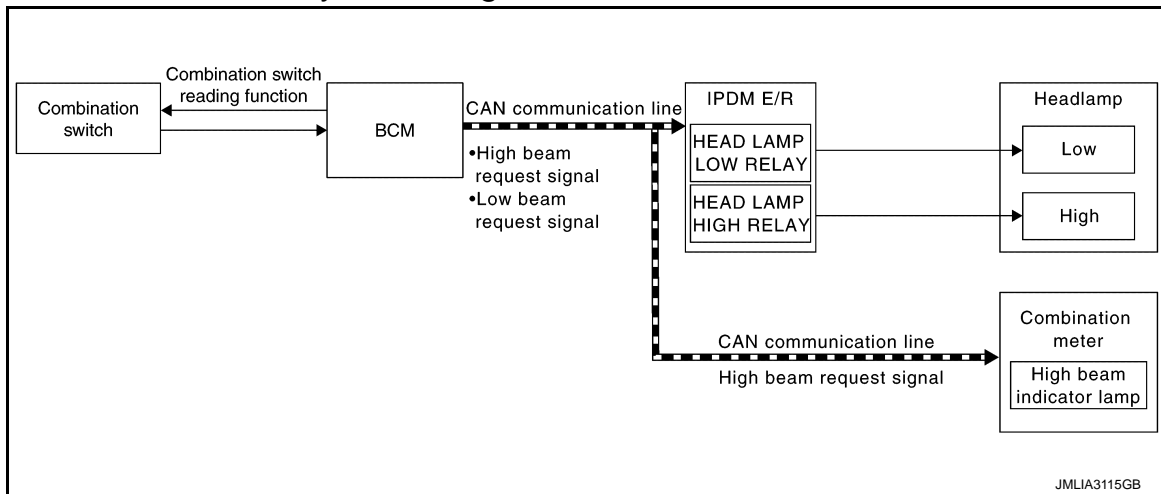 Combination switch
reading function
Combination
switch
BCM
CAN communication line
•High beam
request signal
•Low beam
request signal
IPDM E/R
HEAD LAMP
LOW RELAY
HEAD LAMP
HIGH RELAY
Headlamp
Low
High
CAN communication line
High beam request signal
Combination
meter
High beam
indicator lamp
JMLIA3115GB